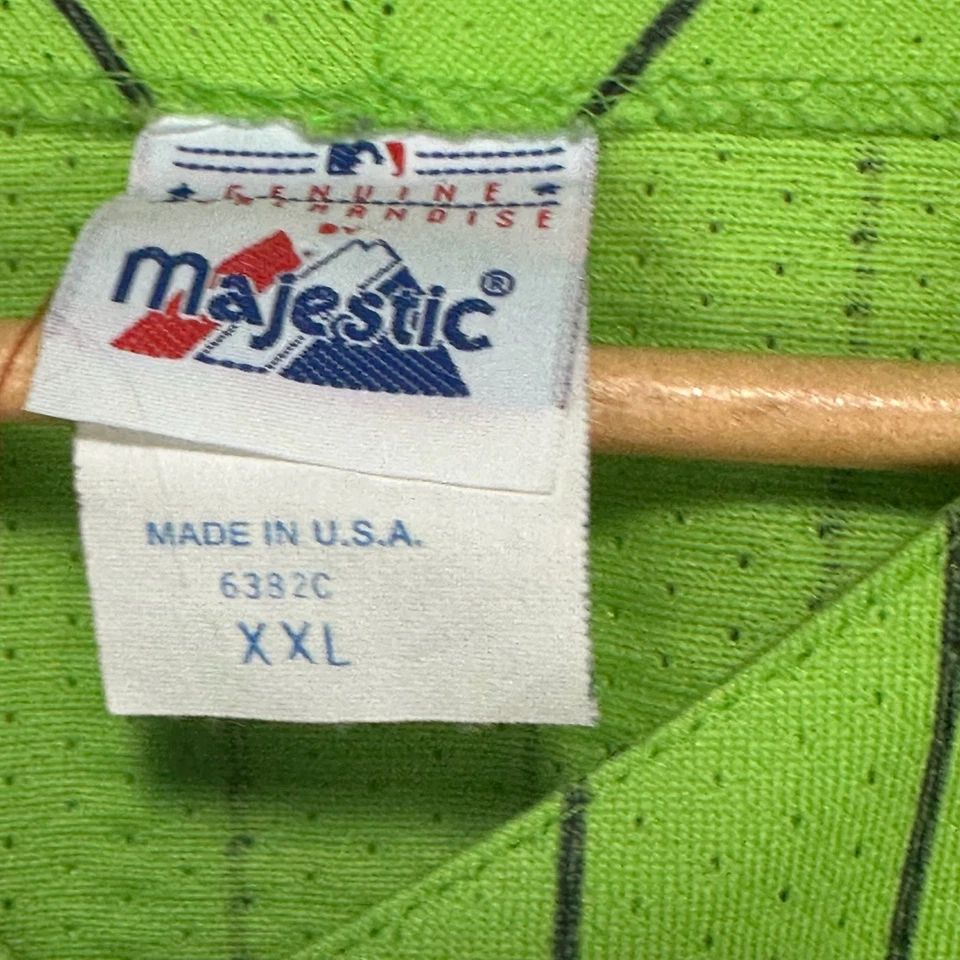 GENUINE
MERCHANDISE
BY
majestic®
MADE IN U.S.A.
6382C
XXL